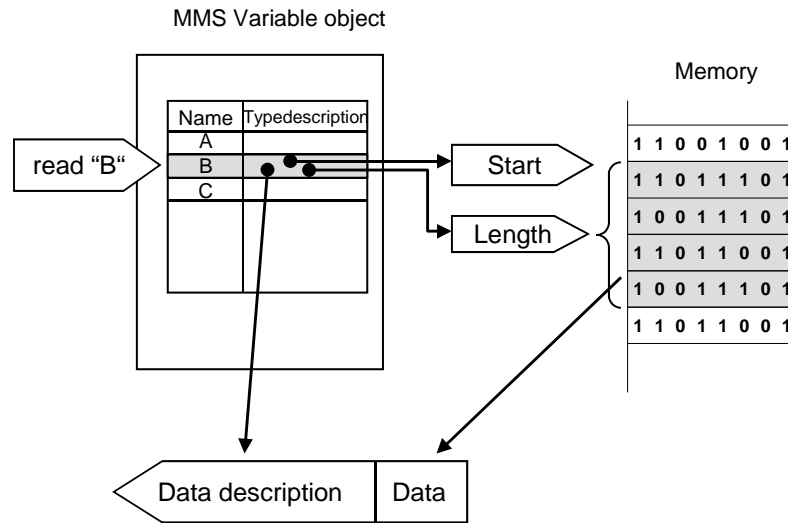 MMS Variable object
Memory
Name Typedescription
A
B
C
read “B“
Start
Length
1 1 0 0 1 0 0 1
1 1 0 1 1 1 0 1
1 0 0 1 1 1 0 1
1 1 0 1 1 0 0 1
1 0 0 1 1 1 0 1
1 1 0 1 1 0 0 1
Data description
Data